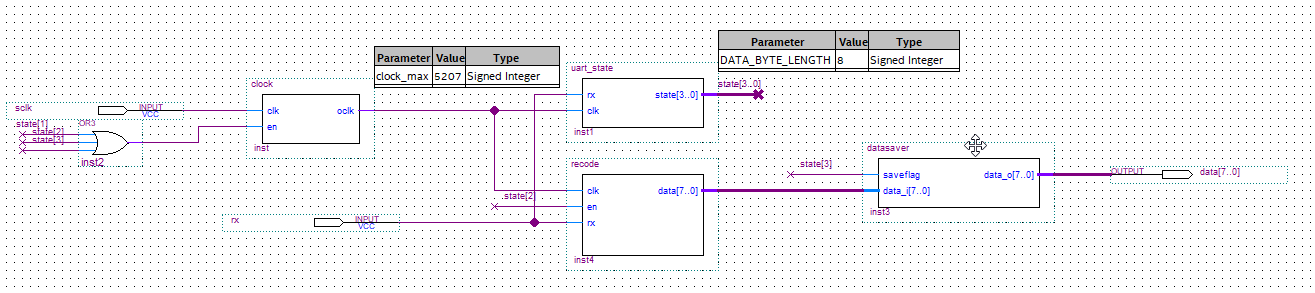 Parameter Value Type
clock_max 5207 Signed Integer
Parameter Value Type
DATA_BYTE_LENGTH 8 Signed Integer
sclk
INPUT
VCC
state[1]
state[2]
state[3]
OR3
inst2
clock
clk
en
oclk
inst
uart_state
rx
clk
state[3..0]
inst1
state[3..0]
rx
INPUT
VCC
recode
clk
en
rx
data[7..0]
inst4
state[2]
state[3]
datasaver
saveflag
data_i[7..0]
data_o[7..0]
inst3
OUTPUT
data[7..0]